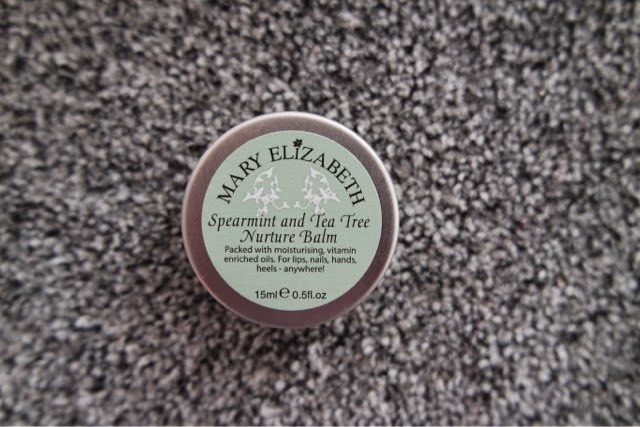 MARY ELIZABETH
Spearmint and Tea Tree
Nurture Balm
Packed with moisturising, vitamin
enriched oils. For lips, nails, hands,
heels - anywhere!
15ml ℮ 0.5fl.oz